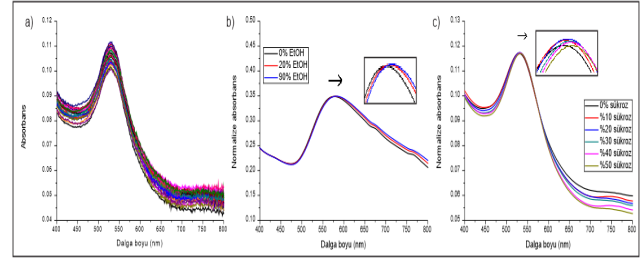 a)
Absorbans
0.12
0.11
0.10
0.09
0.08
0.07
0.06
0.05
0.04
400 450 500 550 600 650 700 750 800
Dalga boyu (nm)
b)
Normalize absorbans
0.50
0.45
0.40
0.35
0.30
0.25
0.20
0.15
0.10
0% EtOH
20% EtOH
90% EtOH
→
400 450 500 550 600 650 700 750 800
Dalga boyu (nm)
c)
Normalize absorbans
0.13
0.12
0.11
0.10
0.09
0.08
0.07
0.06
0.05
→
0% sükroz
%10 sükroz
%20 sükroz
%30 sükroz
%40 sükroz
%50 sükroz
400 450 500 550 600 650 700 750 800
Dalga boyu (nm)